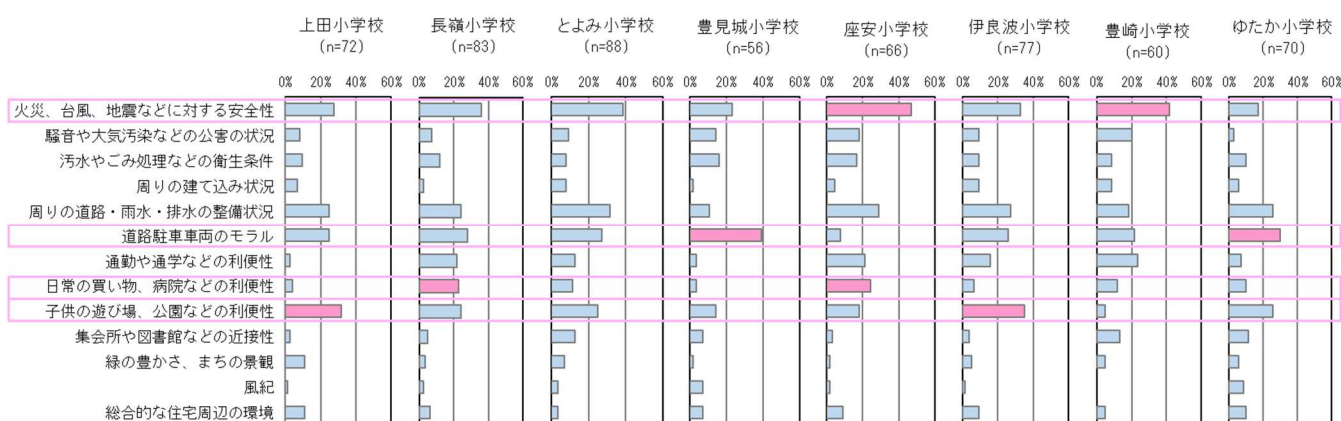 上田小学校 長嶺小学校 とよみ小学校 豊見城小学校 座安小学校 伊良波小学校 豊崎小学校 ゆたか小学校
(n=72) (n=83) (n=88) (n=56) (n=66) (n=77) (n=60) (n=70)
0% 20% 40% 60% 0% 20% 40% 60% 0% 20% 40% 60% 0% 20% 40% 60% 0% 20% 40% 60% 0% 20% 40% 60% 0% 20% 40% 60% 0% 20% 40% 60%
火災、台風、地震などに対する安全性
騒音や大気汚染などの公害の状況
汚水やごみ処理などの衛生条件
周りの建て込み状況
周りの道路・雨水・排水の整備状況
道路駐車車両のモラル
通勤や通学などの利便性
日常の買い物、病院などの利便性
子供の遊び場、公園などの利便性
集会所や図書館などの近接性
緑の豊かさ、まちの景観
風紀
総合的な住宅周辺の環境